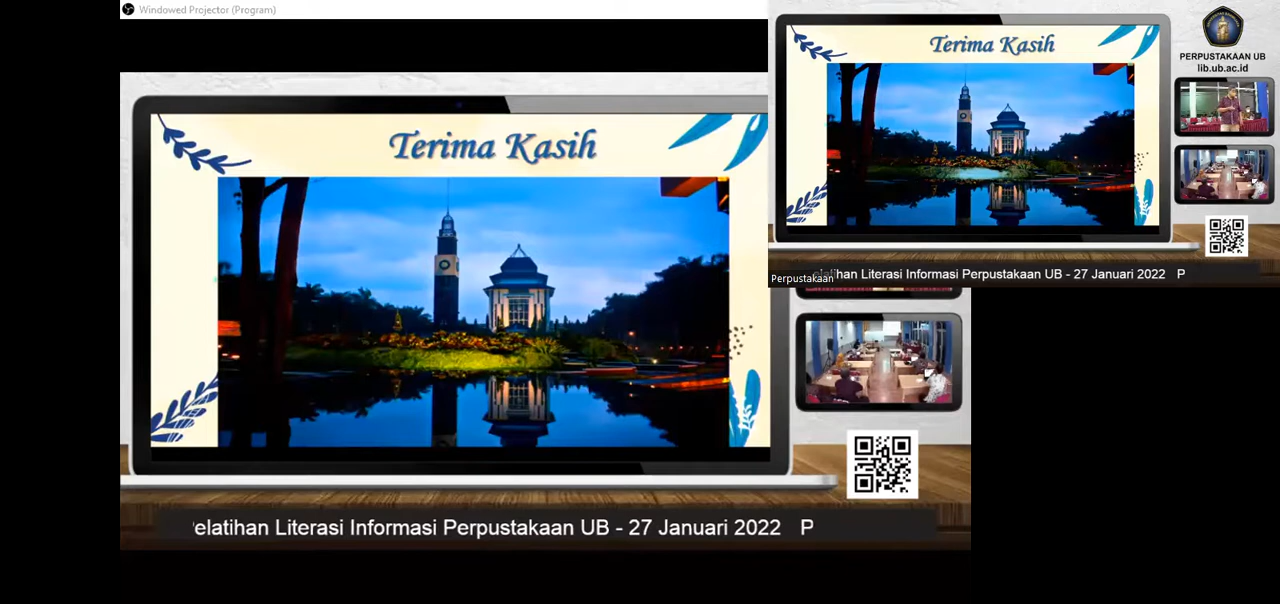 Windowed Projector (Program)
Terima Kasih
elatihan Literasi Informasi Perpustakaan UB - 27 Januari 2022 P
Terima Kasih
PERPUSTAKAAN UB
lib.ub.ac.id
Perpustakaan
elatihan Literasi Informasi Perpustakaan UB - 27 Januari 2022 P